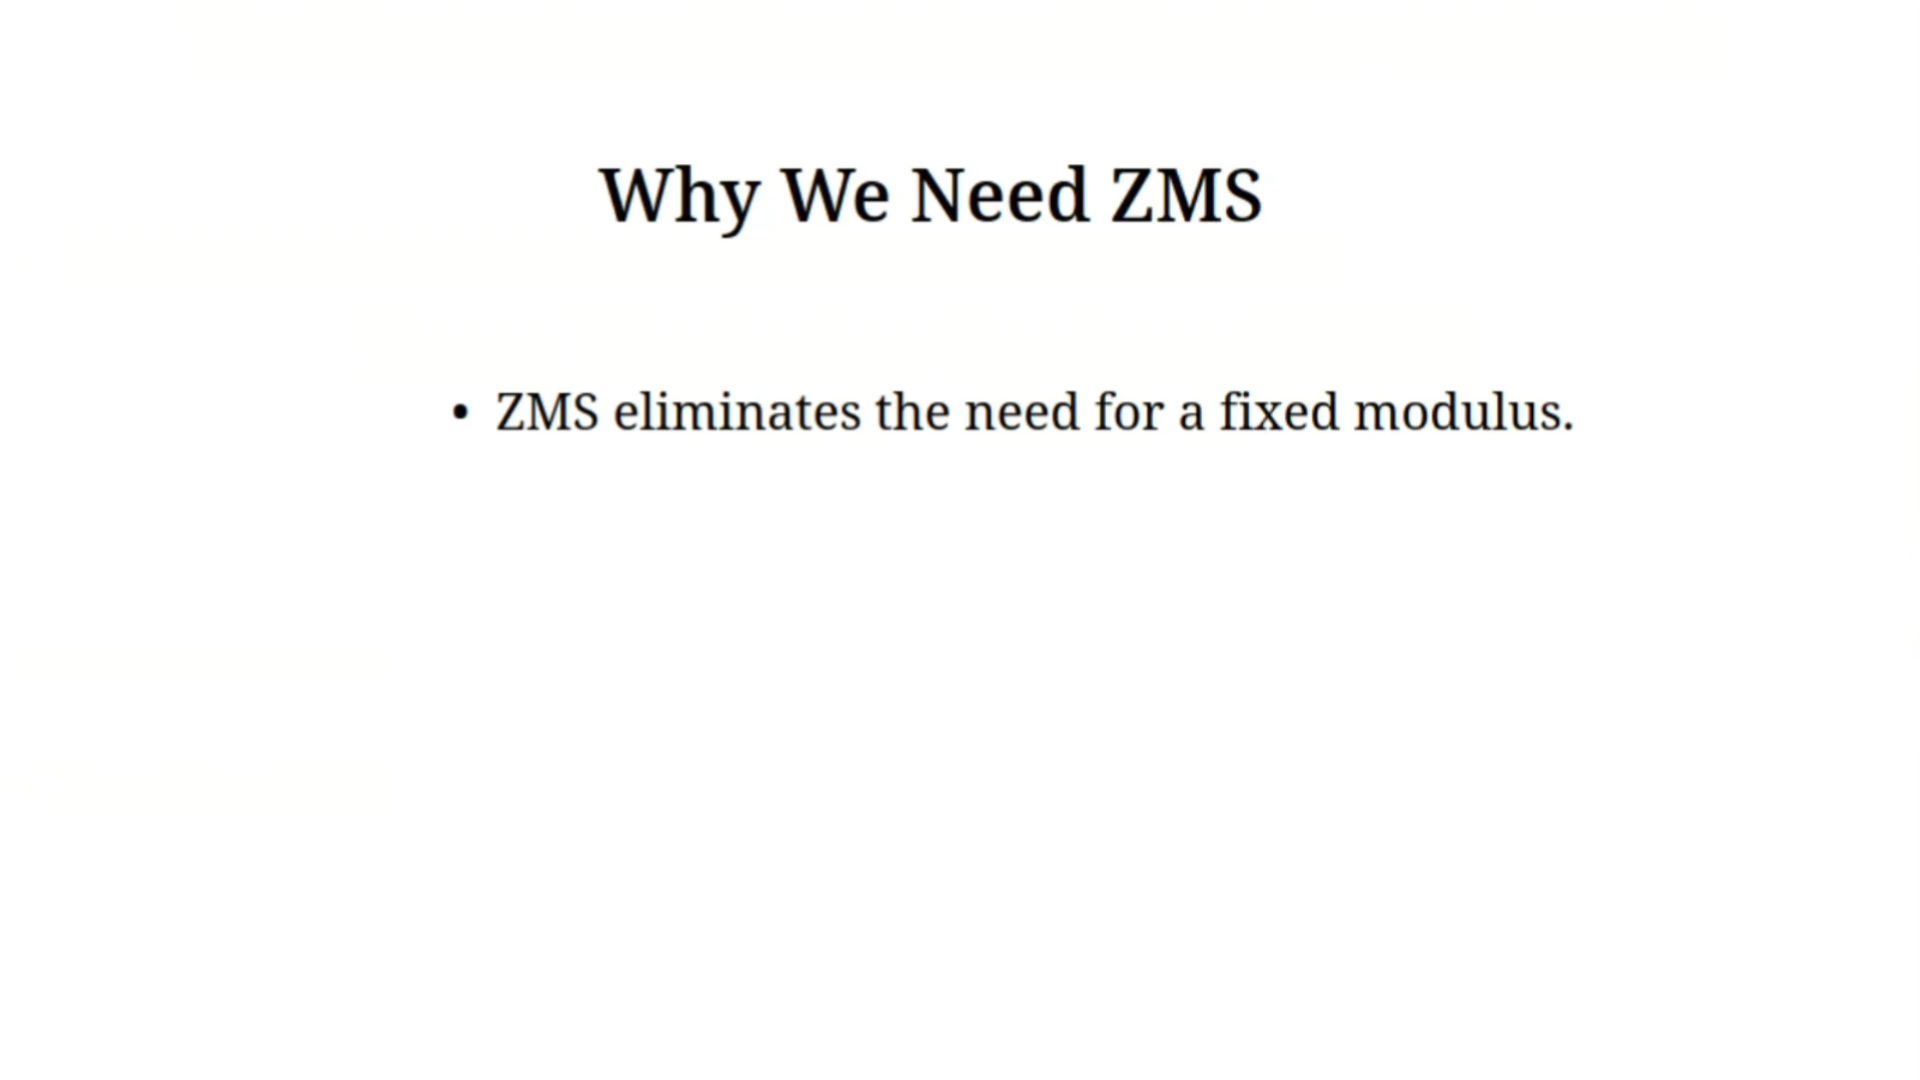 Why We Need ZMS
• ZMS eliminates the need for a fixed modulus.